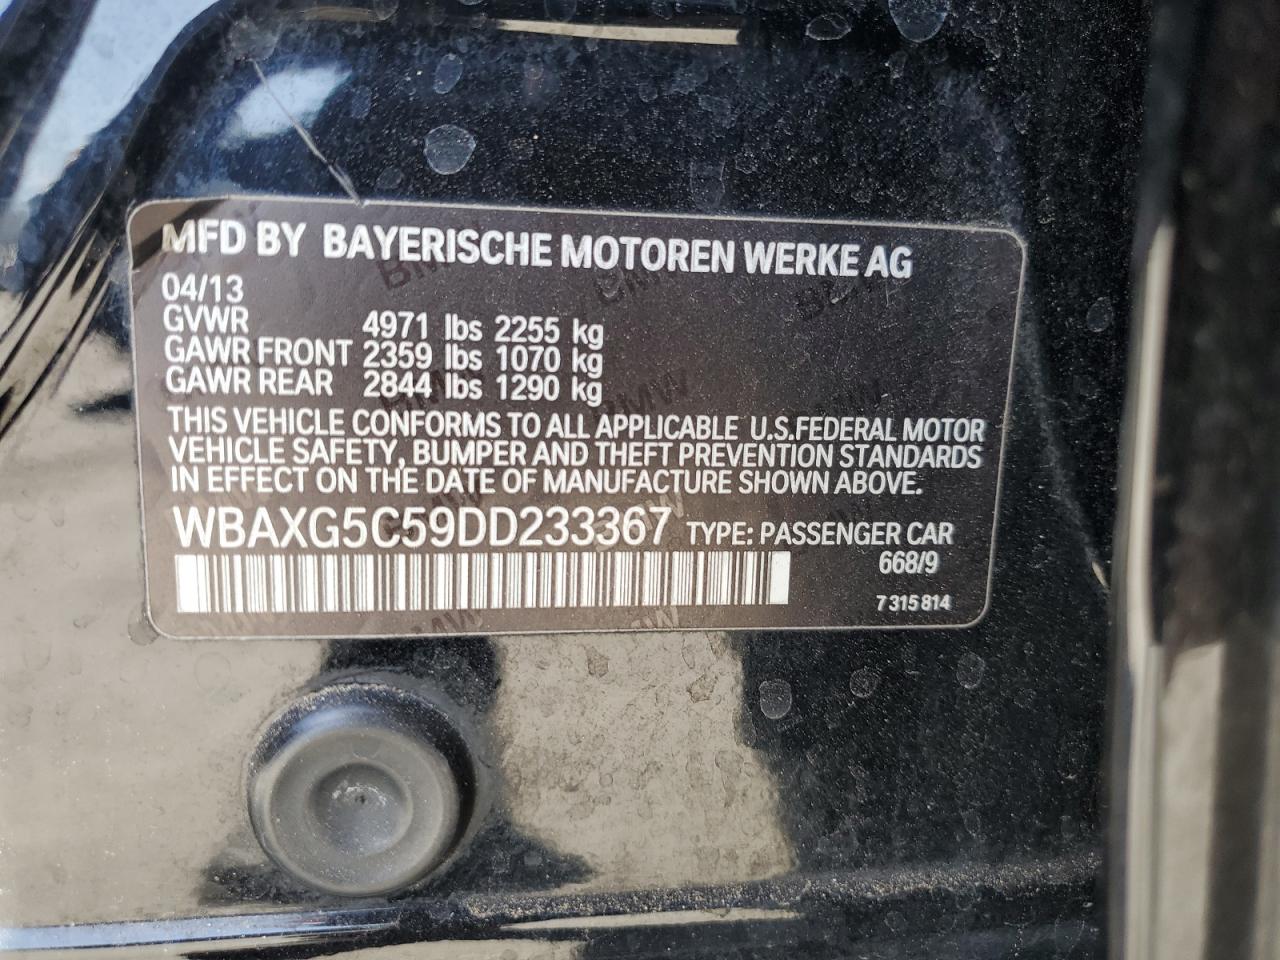 MFD BY BAYERISCHE MOTOREN WERKE AG
04/13
GVWR 4971 lbs 2255 kg
GAWR FRONT 2359 lbs 1070 kg
GAWR REAR 2844 lbs 1290 kg
THIS VEHICLE CONFORMS TO ALL APPLICABLE U.S.FEDERAL MOTOR
VEHICLE SAFETY, BUMPER AND THEFT PREVENTION STANDARDS
IN EFFECT ON THE DATE OF MANUFACTURE SHOWN ABOVE.
WBAXG5C59DD233367 TYPE: PASSENGER CAR
668/9
7 315 814